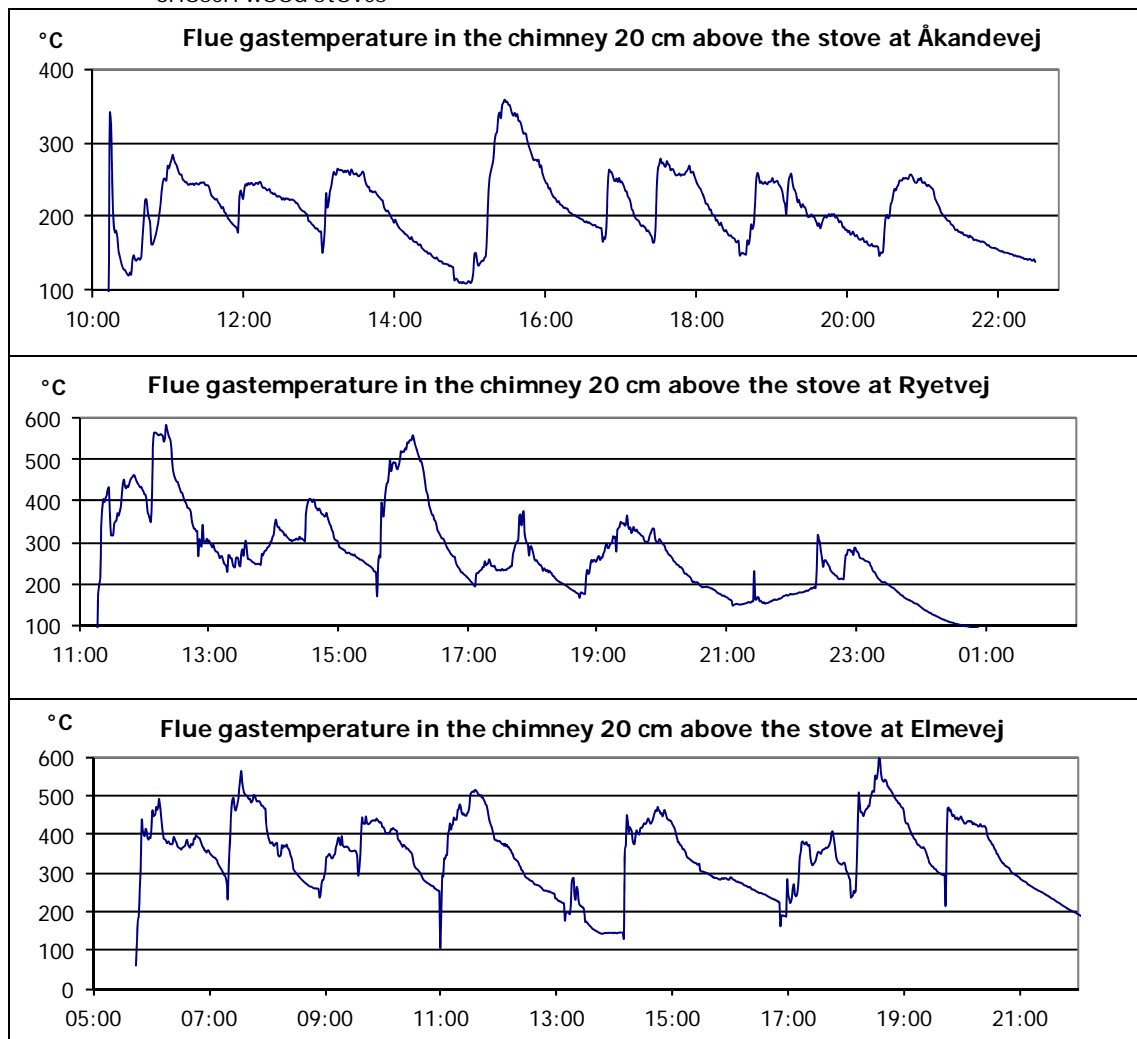 °C Flue gastemperature in the chimney 20 cm above the stove at Åkandevej
400
300
200
100
10:00 12:00 14:00 16:00 18:00 20:00 22:00
°C Flue gastemperature in the chimney 20 cm above the stove at Ryetvej
600
500
400
300
200
100
11:00 13:00 15:00 17:00 19:00 21:00 23:00 01:00
°C Flue gastemperature in the chimney 20 cm above the stove at Elmevej
600
500
400
300
200
100
0
05:00 07:00 09:00 11:00 13:00 15:00 17:00 19:00 21:00